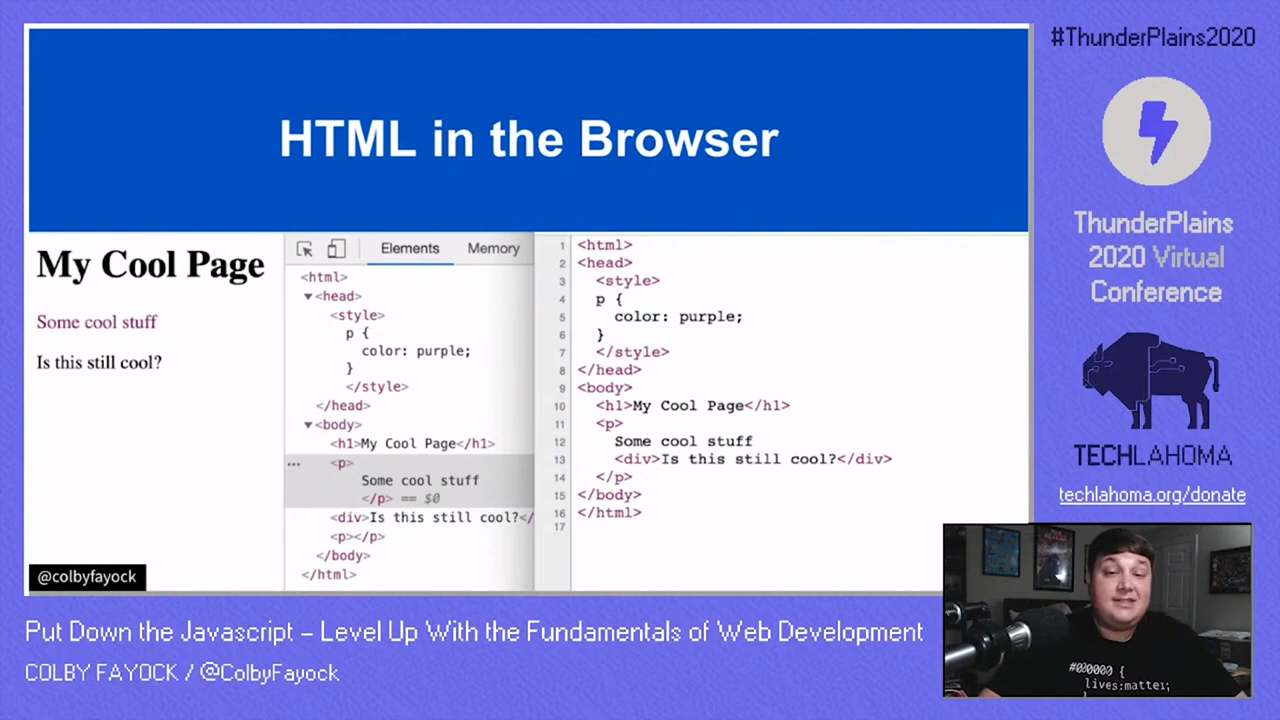 #ThunderPlains2020
HTML in the Browser
My Cool Page
Some cool stuff
Is this still cool?
Elements
Memory
<html>
▼<head>
<style>
p {
color: purple;
}
</style>
</head>
▼<body>
<h1>My Cool Page</h1>
... <p>
Some cool stuff
</p> == $0
<div>Is this still cool?</
<p></p>
</body>
</html>
1 <html>
2 <head>
3 <style>
4 p {
5 color: purple;
6 }
7 </style>
8 </head>
9 <body>
10 <h1>My Cool Page</h1>
11 <p>
12 Some cool stuff
13 <div>Is this still cool?</div>
14 </p>
15 </body>
16 </html>
17
@colbyfayock
ThunderPlains
2020 Virtual
Conference
TECHLAHOMA
techlahoma.org/donate
#000000 {
lives:matter;
}
Put Down the Javascript – Level Up With the Fundamentals of Web Development
COLBY FAYOCK / @ColbyFayock